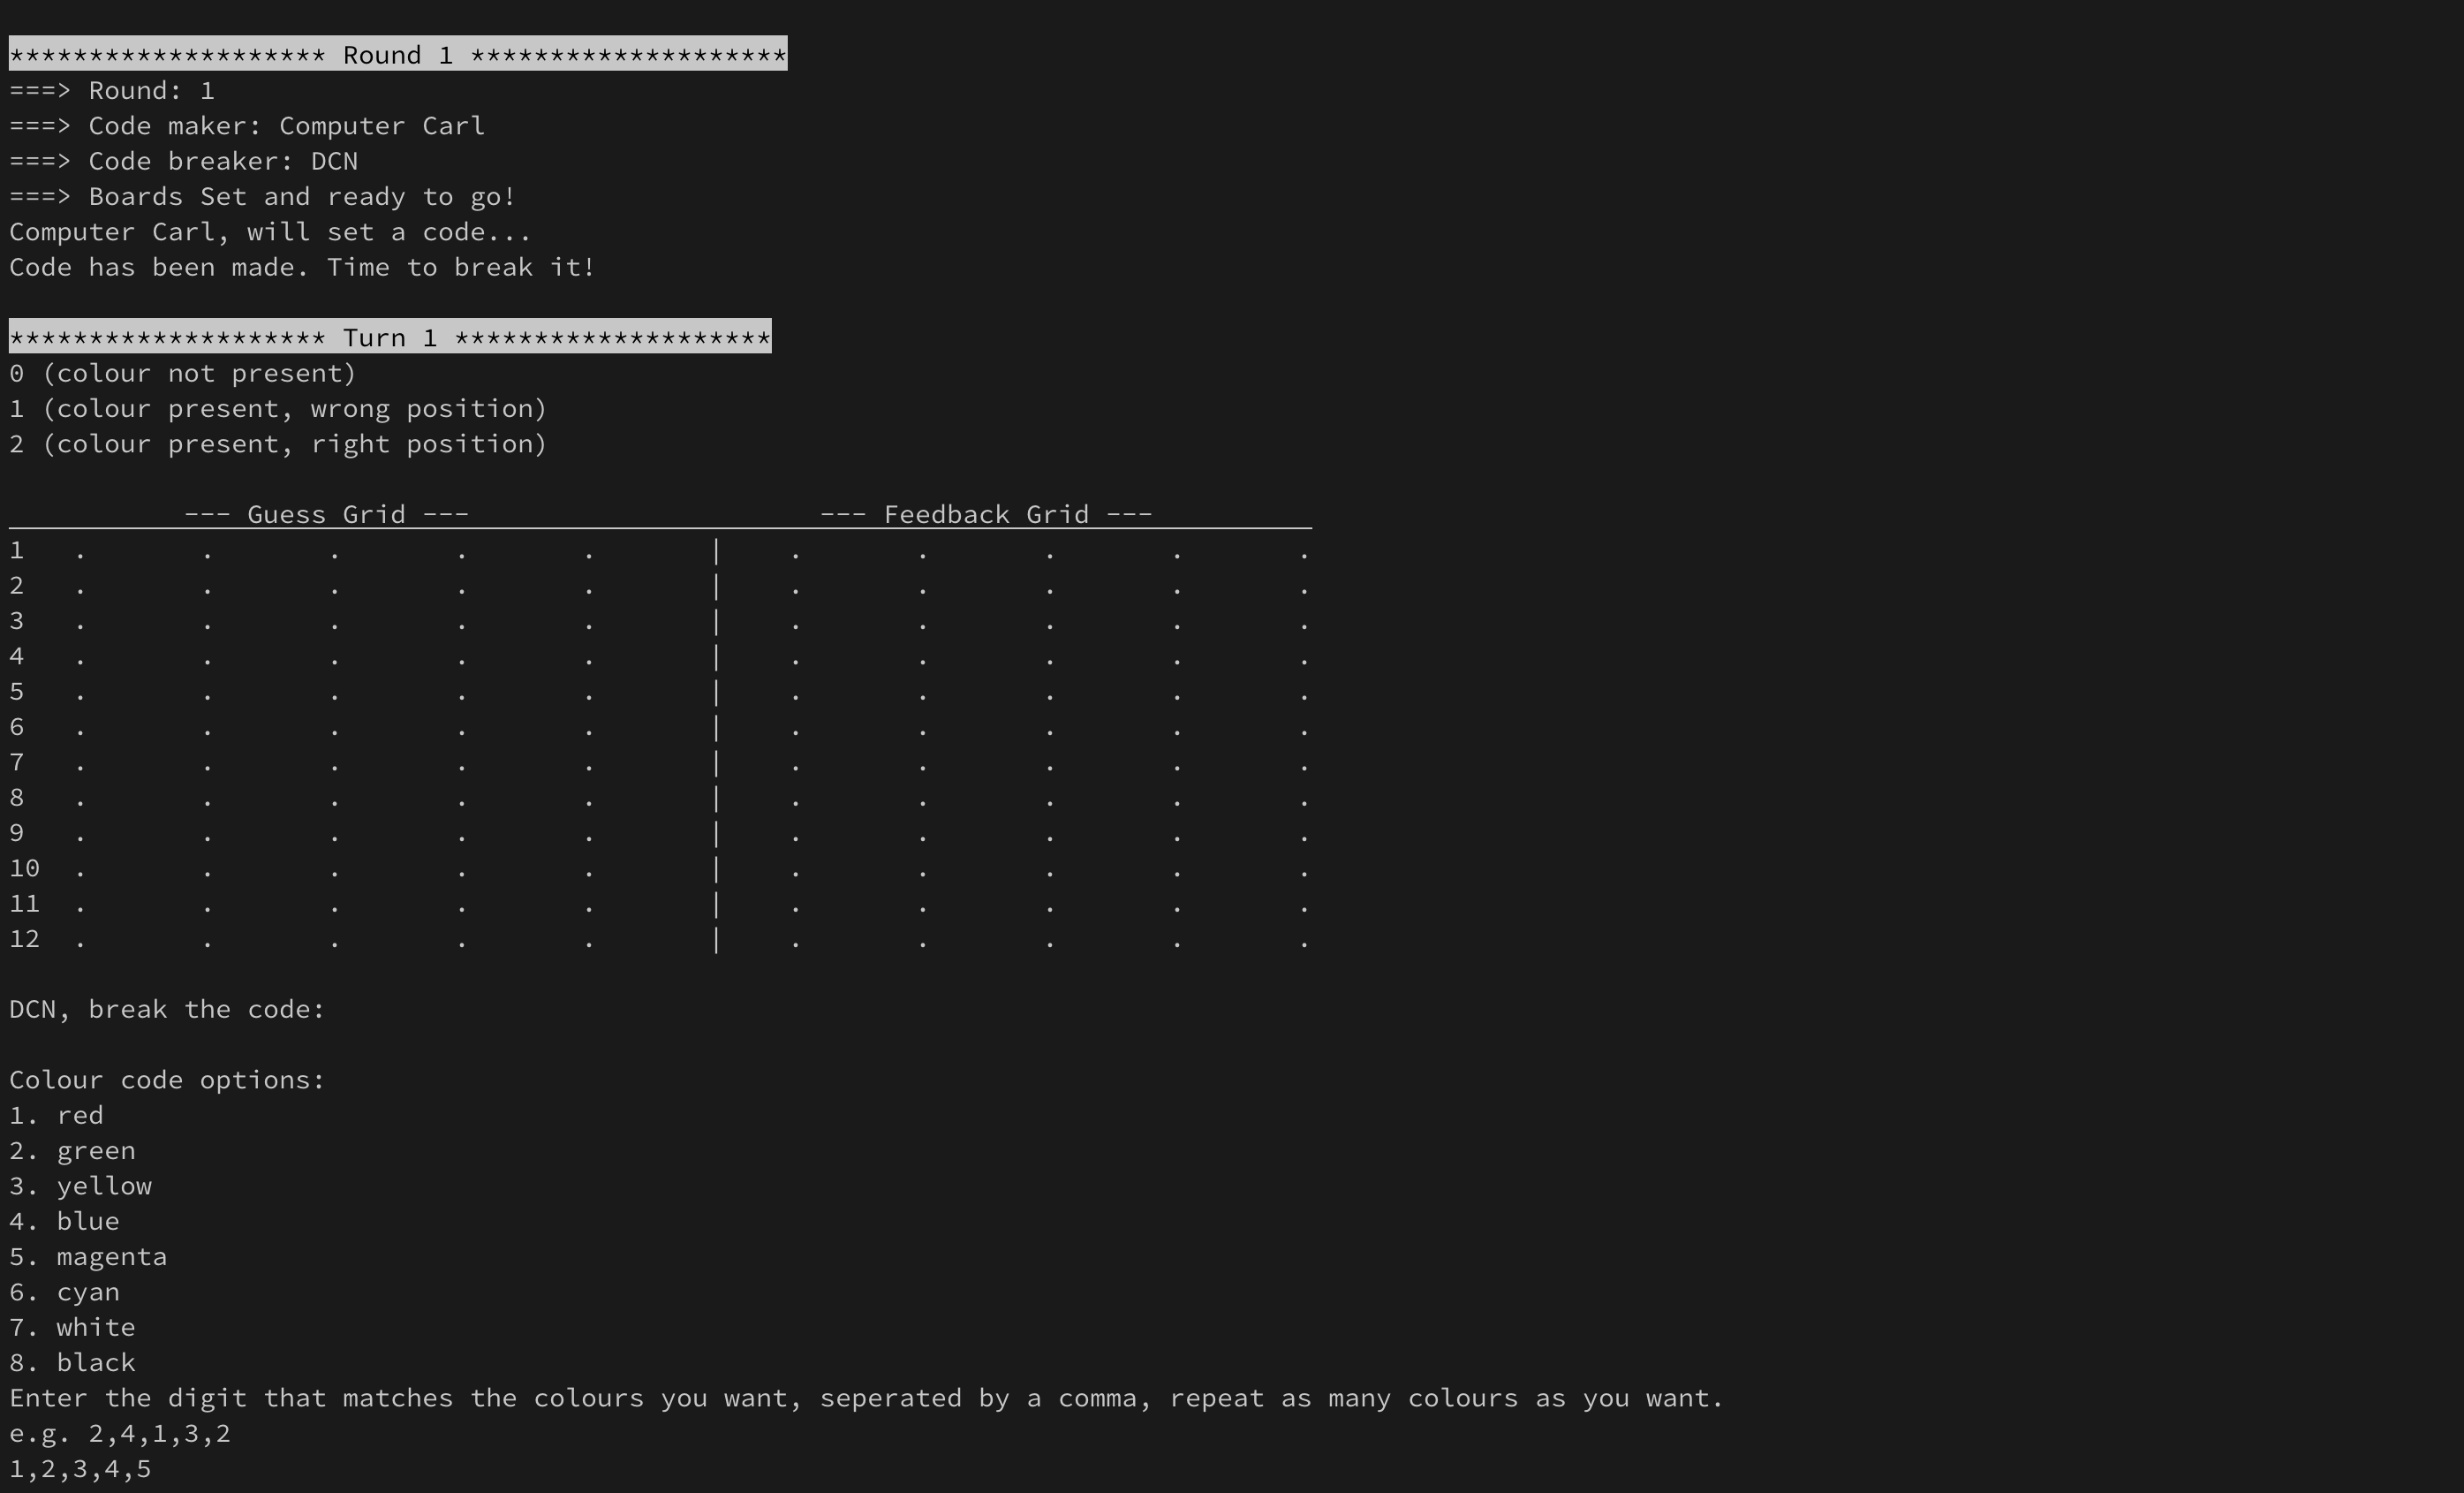 ******************** Round 1 ********************
===> Round: 1
===> Code maker: Computer Carl
===> Code breaker: DCN
===> Boards Set and ready to go!
Computer Carl, will set a code...
Code has been made. Time to break it!
******************** Turn 1 ********************
0 (colour not present)
1 (colour present, wrong position)
2 (colour present, right position)
--- Guess Grid --- --- Feedback Grid ---
1 . . . . . | . . . . .
2 . . . . . | . . . . .
3 . . . . . | . . . . .
4 . . . . . | . . . . .
5 . . . . . | . . . . .
6 . . . . . | . . . . .
7 . . . . . | . . . . .
8 . . . . . | . . . . .
9 . . . . . | . . . . .
10 . . . . . | . . . . .
11 . . . . . | . . . . .
12 . . . . . | . . . . .
DCN, break the code:
Colour code options:
1. red
2. green
3. yellow
4. blue
5. magenta
6. cyan
7. white
8. black
Enter the digit that matches the colours you want, seperated by a comma, repeat as many colours as you want.
e.g. 2,4,1,3,2
1,2,3,4,5